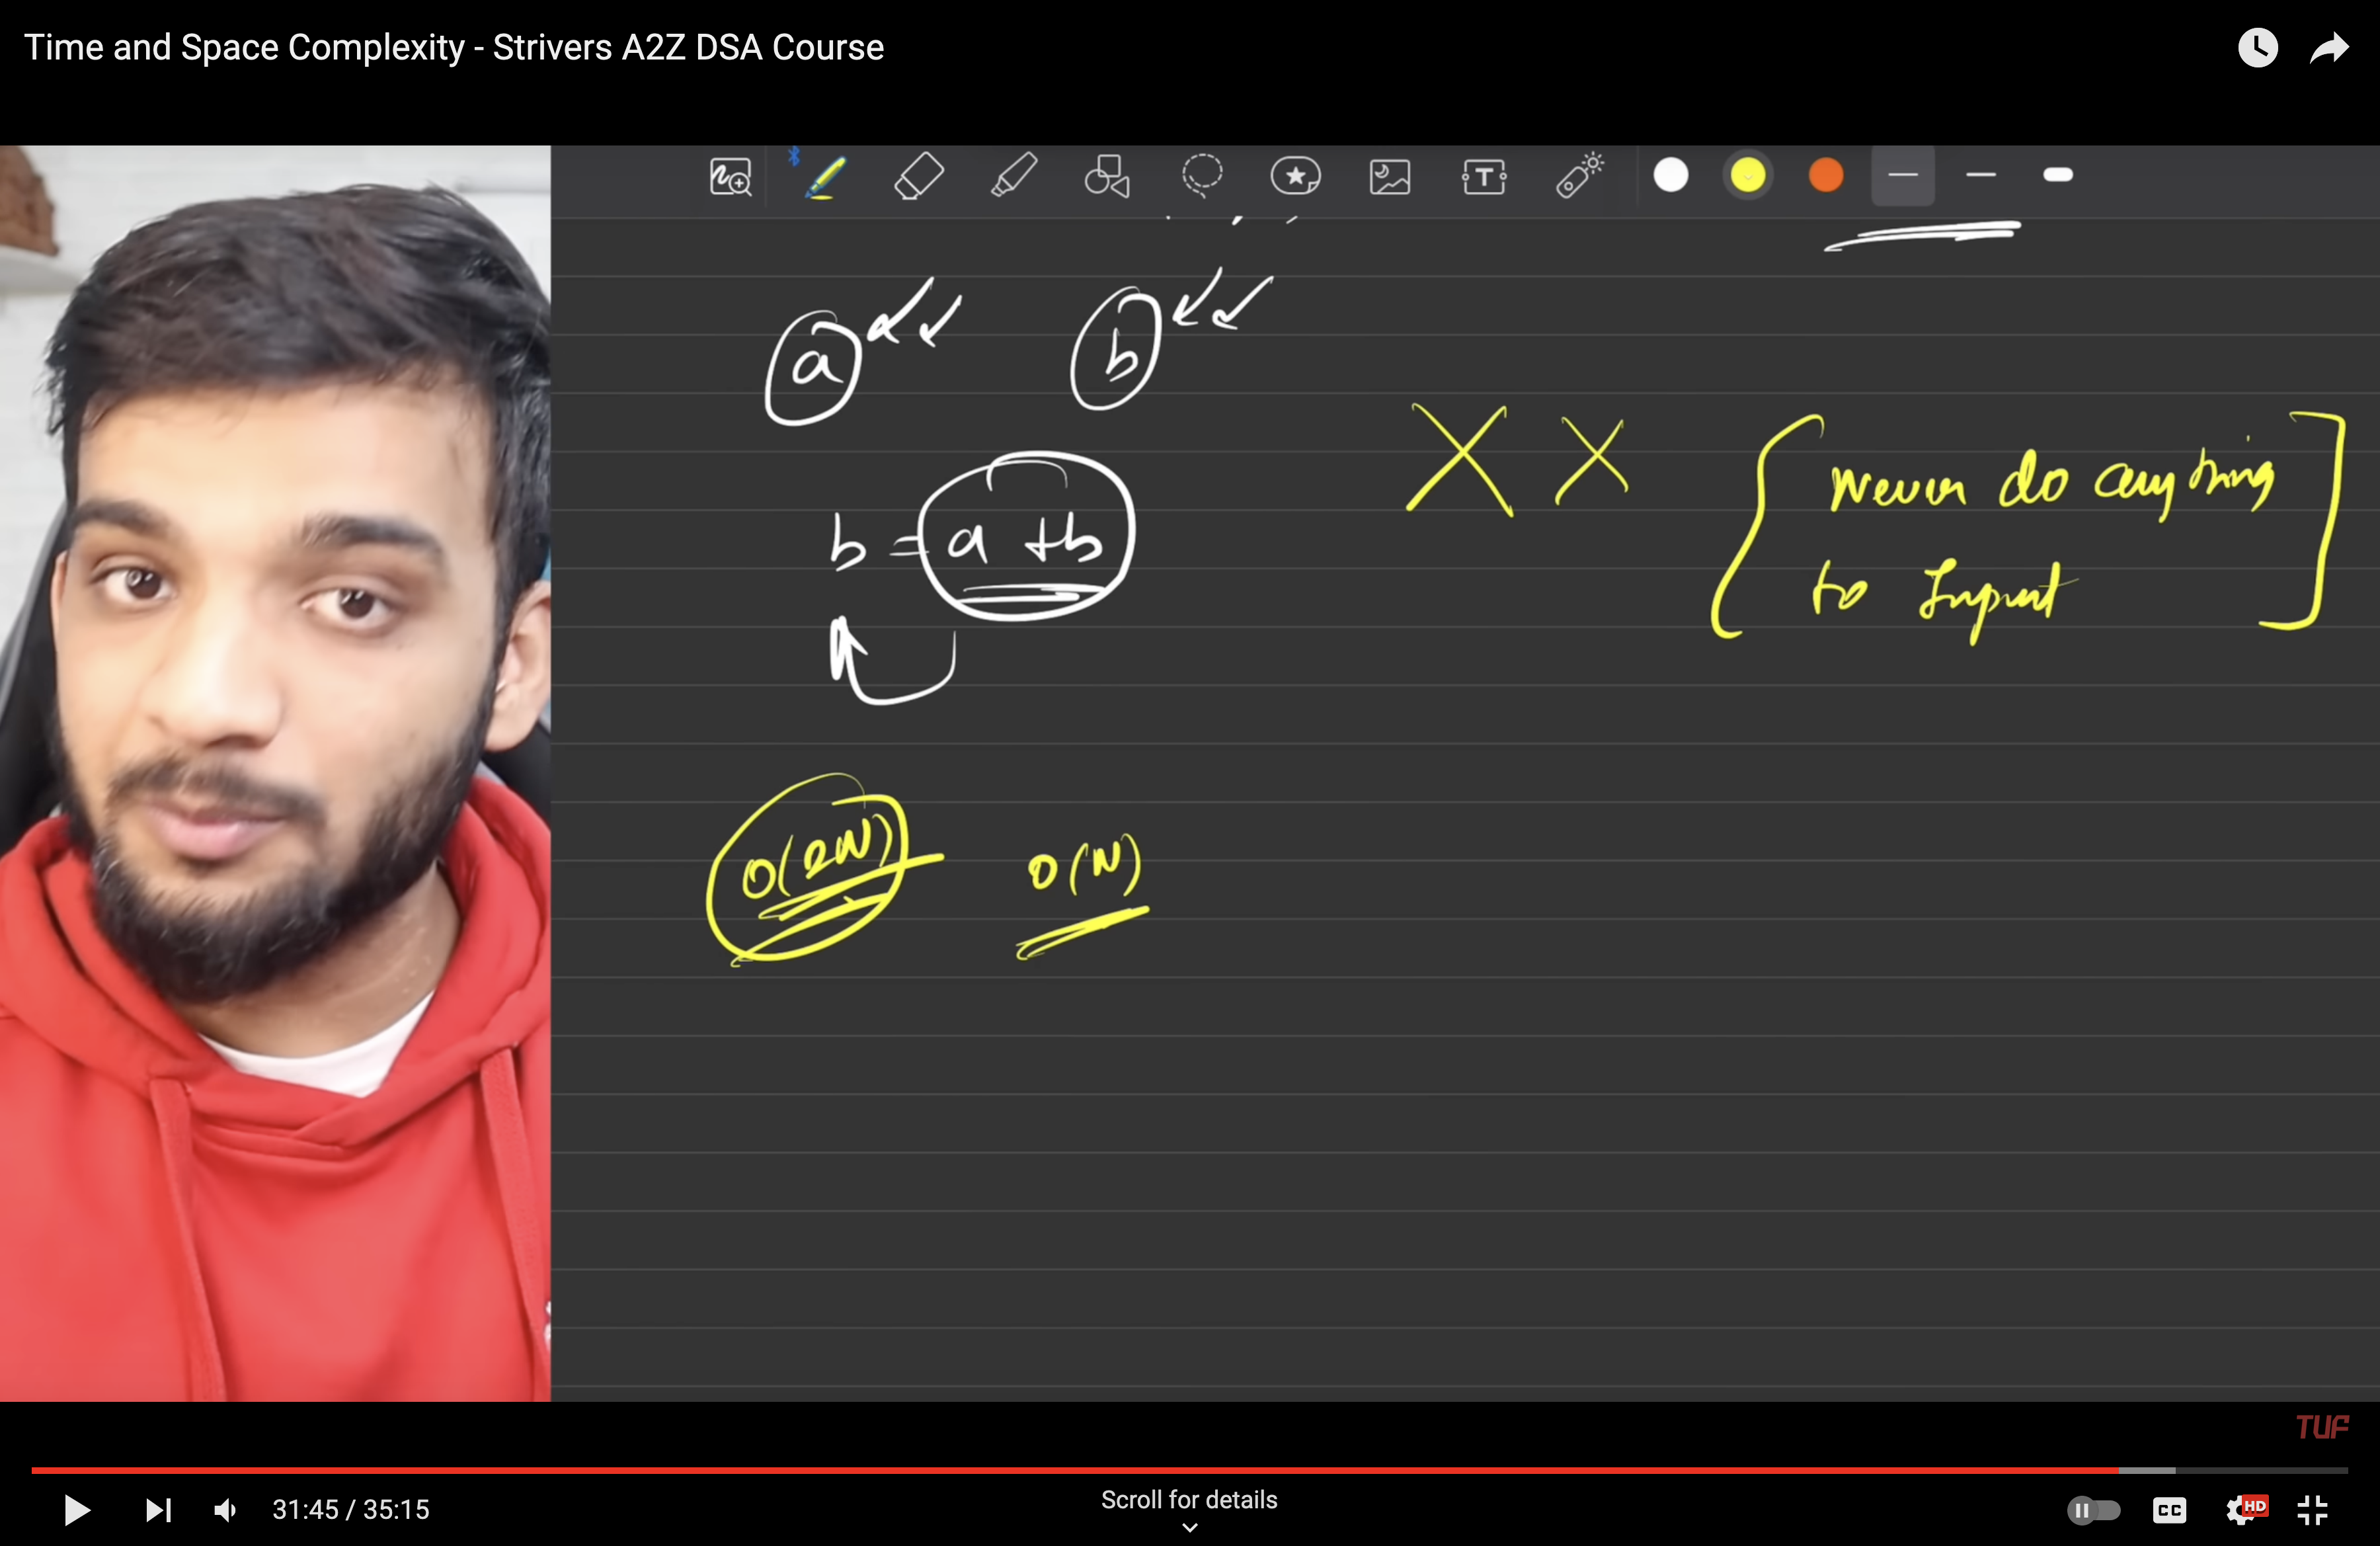 Time and Space Complexity - Strivers A2Z DSA Course
a b
b = a + b
Never do anything
to Input
O(2N) O(N)
TUF
31:45 / 35:15
Scroll for details
CC
HD